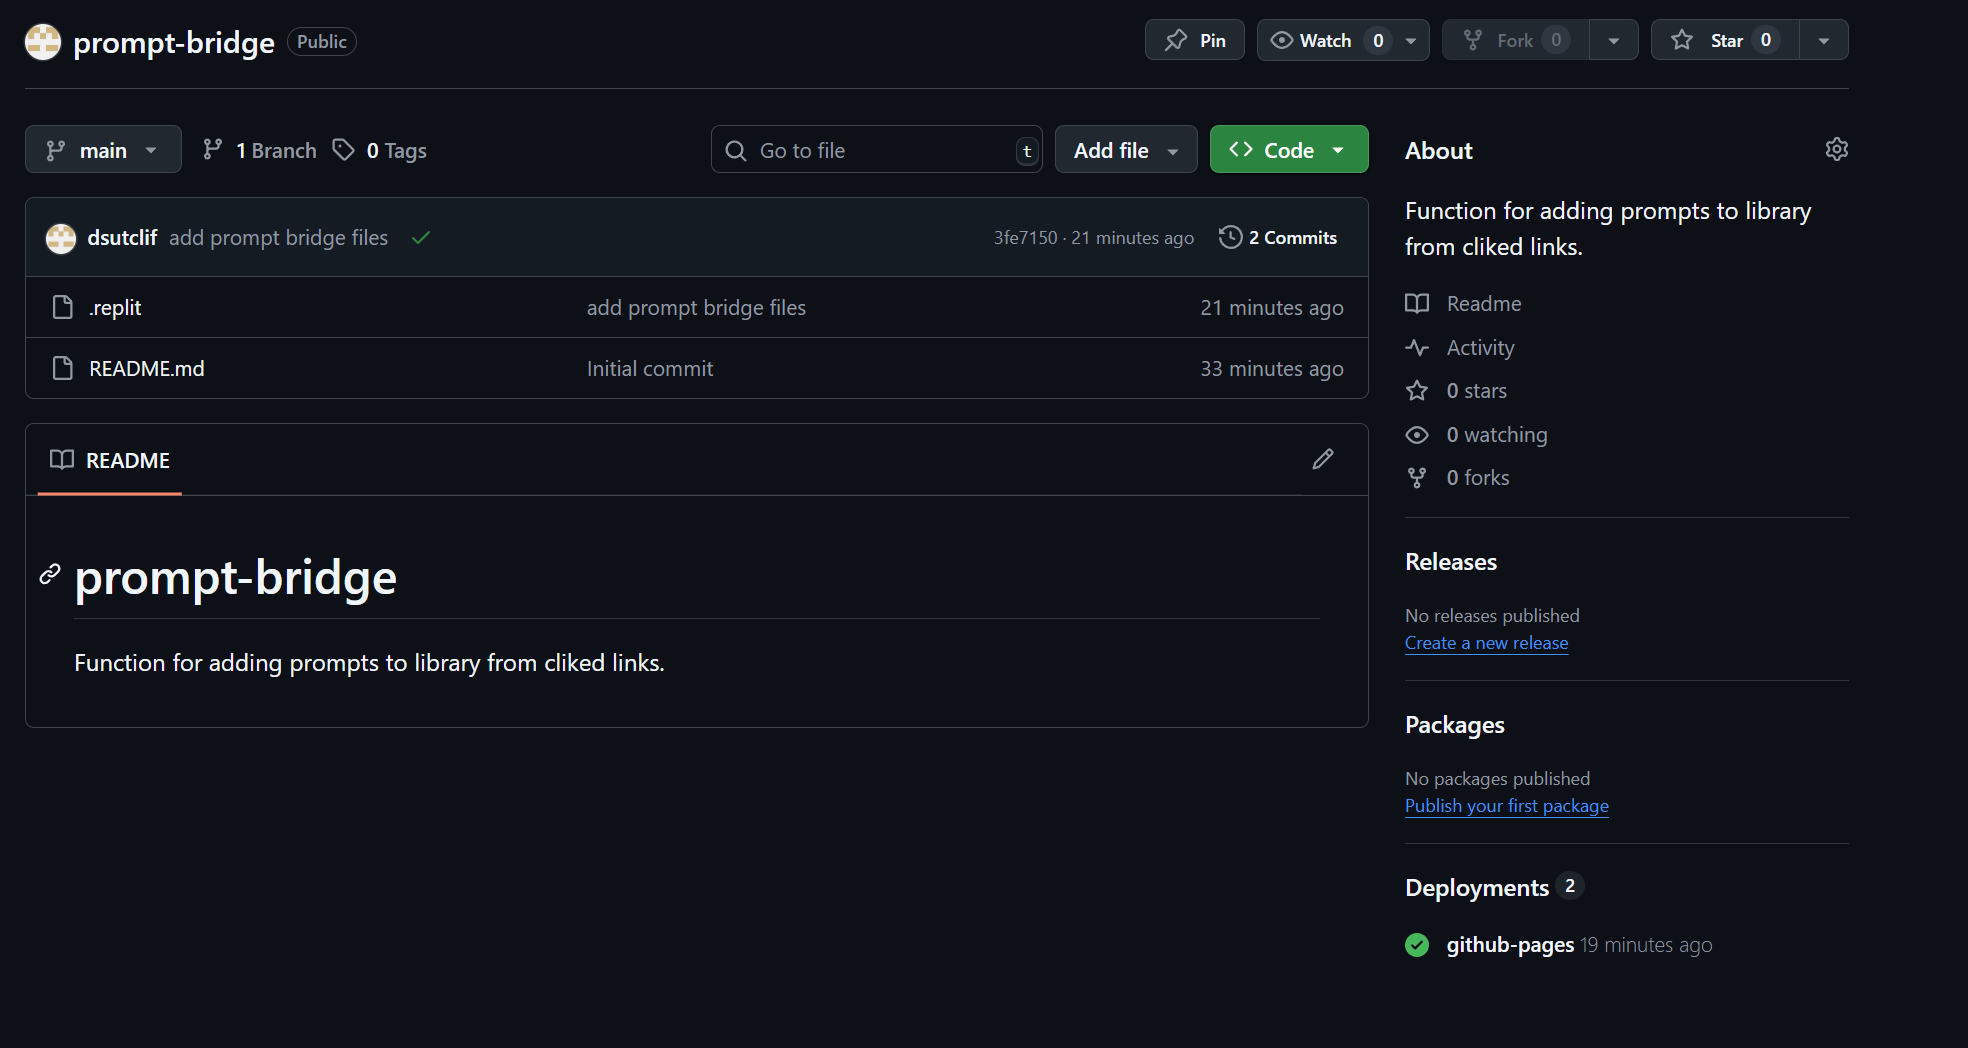 prompt-bridge Public
Pin
Watch 0
Fork 0
Star 0
main
1 Branch
0 Tags
Go to file t
Add file
Code
dsutclif add prompt bridge files
3fe7150 · 21 minutes ago
2 Commits
.replit add prompt bridge files 21 minutes ago
README.md Initial commit 33 minutes ago
README
prompt-bridge
Function for adding prompts to library from cliked links.
About
Function for adding prompts to library
from cliked links.
Readme
Activity
0 stars
0 watching
0 forks
Releases
No releases published
Create a new release
Packages
No packages published
Publish your first package
Deployments 2
github-pages 19 minutes ago